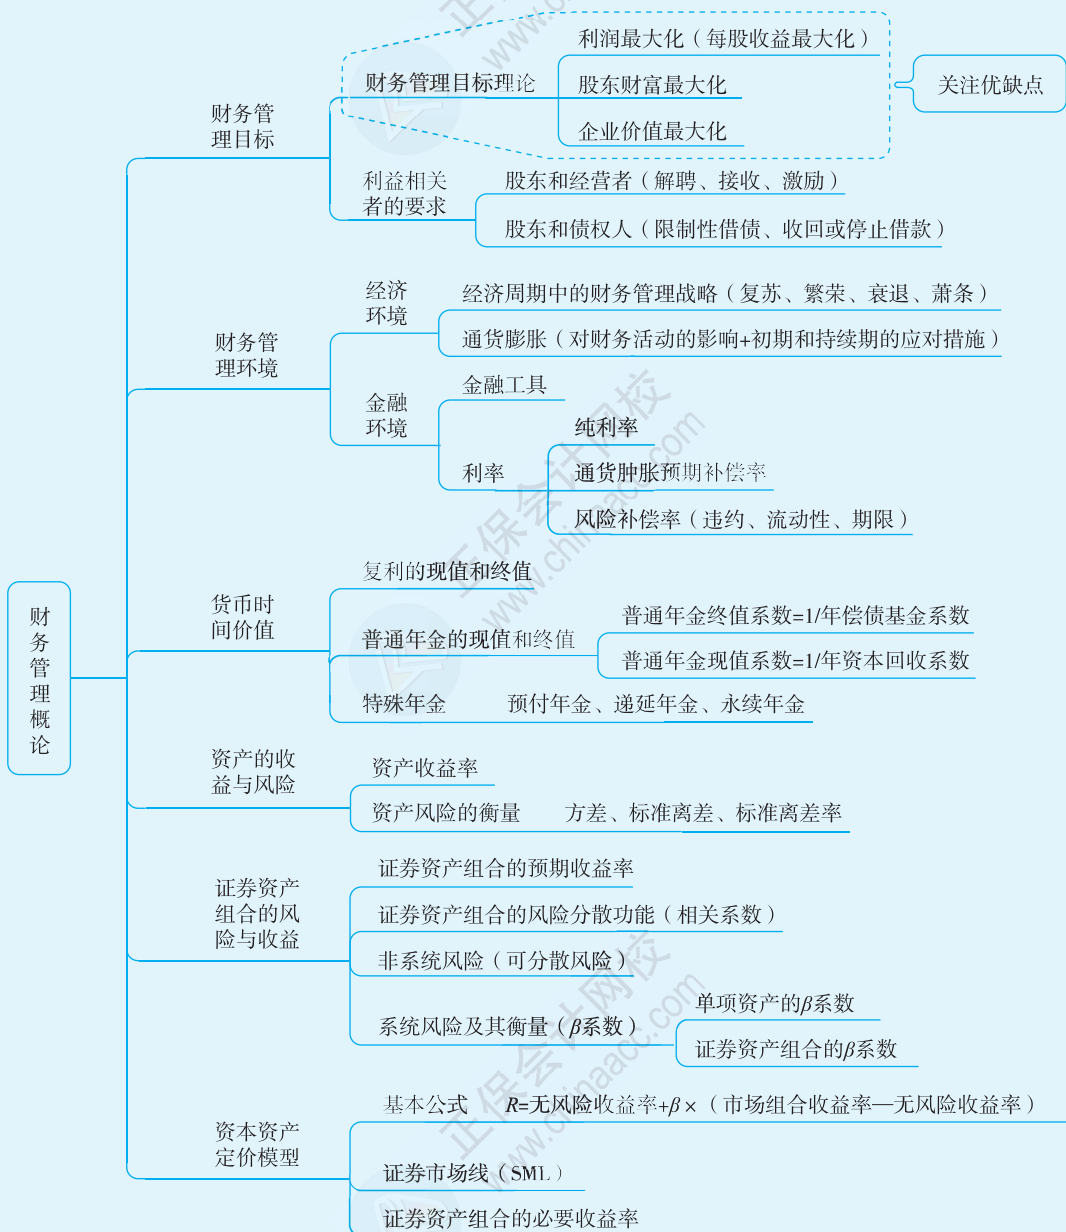 利润最大化（每股收益最大化）
财务管理目标理论
股东财富最大化
关注优缺点
企业价值最大化
财务管
理目标
利益相关
者的要求
股东和经营者（解聘、接收、激励）
股东和债权人（限制性借债、收回或停止借款）
经济
环境
经济周期中的财务管理战略（复苏、繁荣、衰退、萧条）
通货膨胀（对财务活动的影响+初期和持续期的应对措施）
财务管
理环境
金融
环境
金融工具
利率
纯利率
通货肿胀预期补偿率
风险补偿率（违约、流动性、期限）
财务管理概论
货币时
间价值
复利的现值和终值
普通年金的现值和终值
普通年金终值系数=1/年偿债基金系数
普通年金现值系数=1/年资本回收系数
特殊年金 预付年金、递延年金、永续年金
资产的收
益与风险
资产收益率
资产风险的衡量 方差、标准离差、标准离差率
证券资产
组合的风
险与收益
证券资产组合的预期收益率
证券资产组合的风险分散功能（相关系数）
非系统风险（可分散风险）
系统风险及其衡量（β系数）
单项资产的β系数
证券资产组合的β系数
资本资产
定价模型
基本公式 R=无风险收益率+β×（市场组合收益率—无风险收益率）
证券市场线（SML）
证券资产组合的必要收益率
正保会计网校
www.chinaacc.com
正保会计网校
www.chinaacc.com